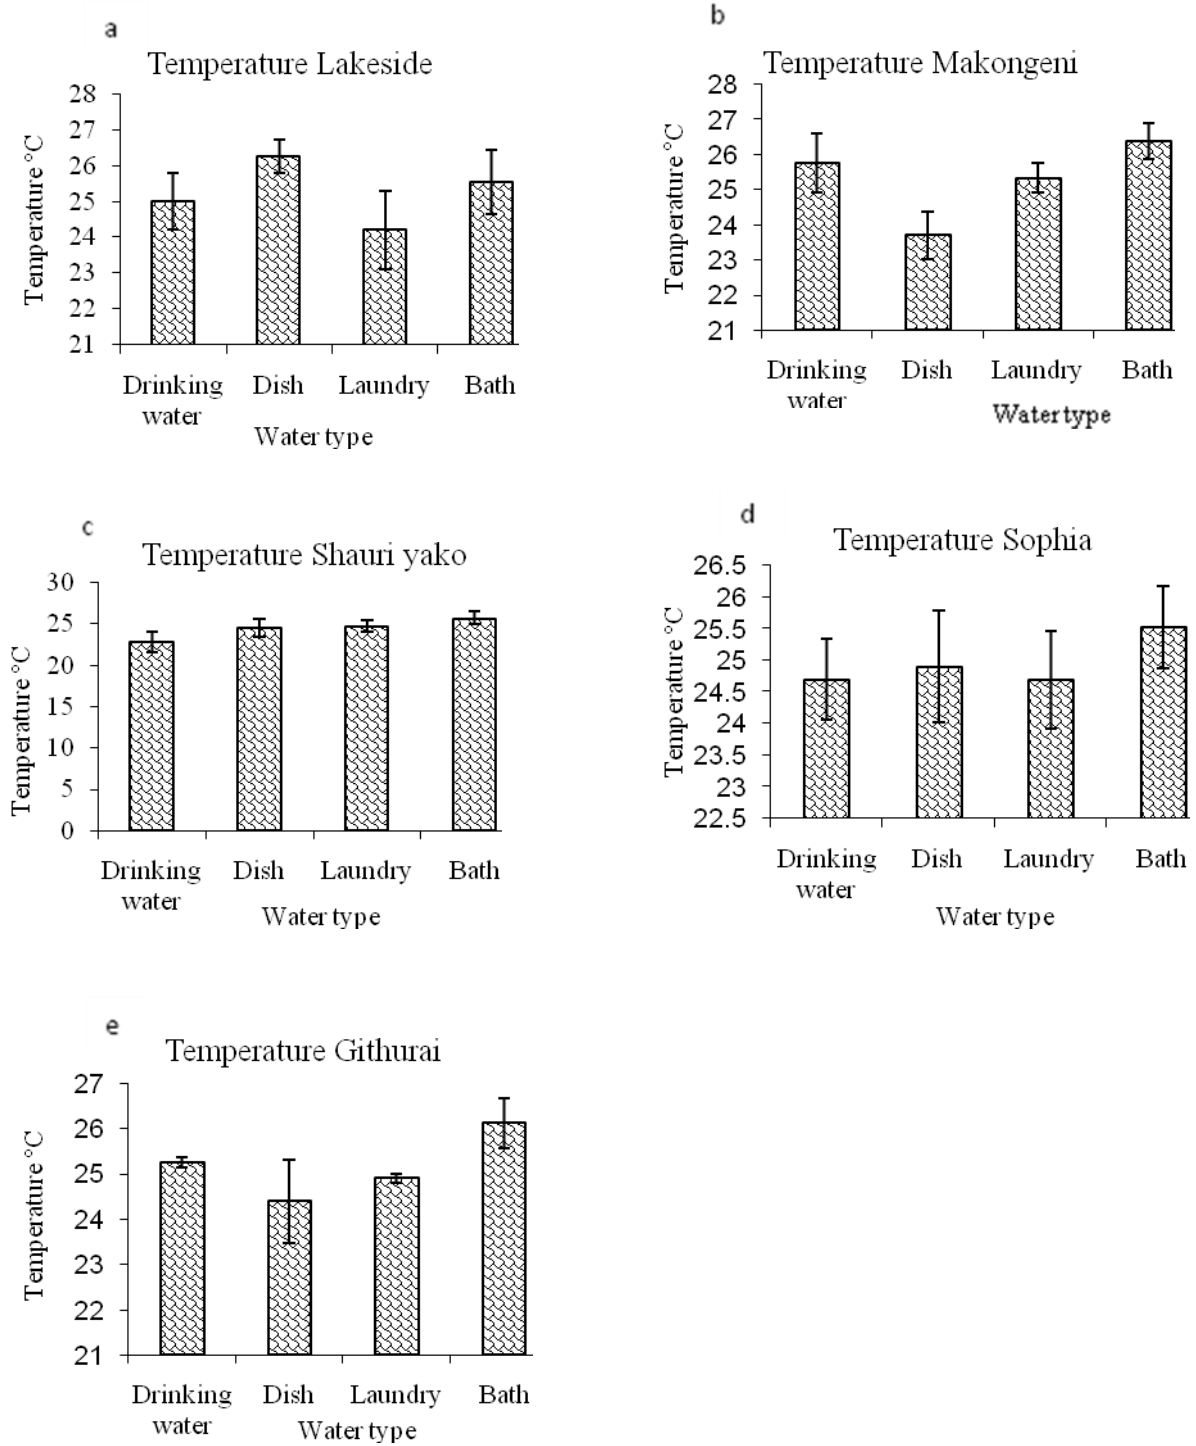 a
Temperature Lakeside
Temperature °C
28
27
26
25
24
23
22
21
Drinking water
Dish
Laundry
Bath
Water type
b
Temperature Makongeni
Temperature °C
28
27
26
25
24
23
22
21
Drinking water
Dish
Laundry
Bath
Water type
c
Temperature Shauri yako
Temperature °C
30
25
20
15
10
5
0
Drinking water
Dish
Laundry
Bath
Water type
d
Temperature Sophia
Temperature °C
26.5
26
25.5
25
24.5
24
23.5
23
22.5
Drinking water
Dish
Laundry
Bath
Water type
e
Temperature Githurai
Temperature °C
27
26
25
24
23
22
21
Drinking water
Dish
Laundry
Bath
Water type